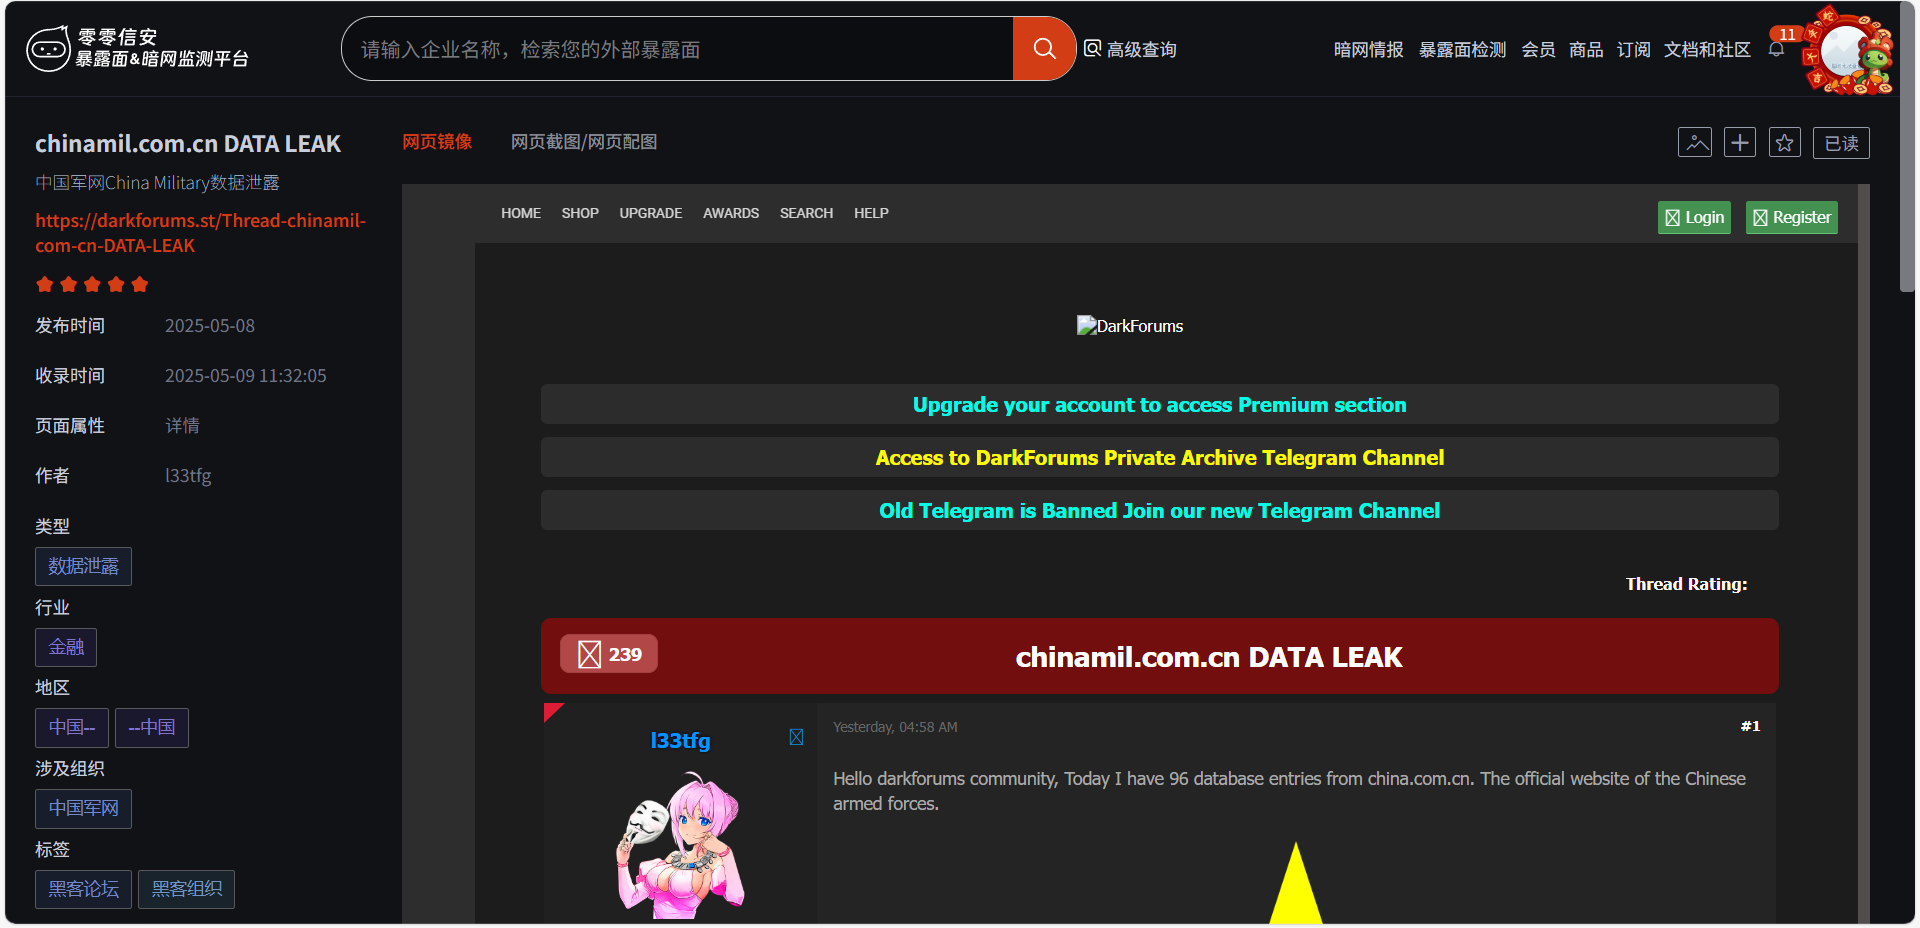 零零信安
暴露面&暗网监测平台
请输入企业名称，检索您的外部暴露面
高级查询
暗网情报 暴露面检测 会员 商品 订阅 文档和社区
11
chinamil.com.cn DATA LEAK
中国军网China Military数据泄露
https://darkforums.st/Thread-chinamil-
com-cn-DATA-LEAK
发布时间 2025-05-08
收录时间 2025-05-09 11:32:05
页面属性 详情
作者 l33tfg
类型
数据泄露
行业
金融
地区
中国-- --中国
涉及组织
中国军网
标签
黑客论坛 黑客组织
网页镜像 网页截图/网页配图
已读
HOME SHOP UPGRADE AWARDS SEARCH HELP
Login Register
DarkForums
Upgrade your account to access Premium section
Access to DarkForums Private Archive Telegram Channel
Old Telegram is Banned Join our new Telegram Channel
Thread Rating:
239
chinamil.com.cn DATA LEAK
l33tfg
Yesterday, 04:58 AM
#1
Hello darkforums community, Today I have 96 database entries from china.com.cn. The official website of the Chinese
armed forces.